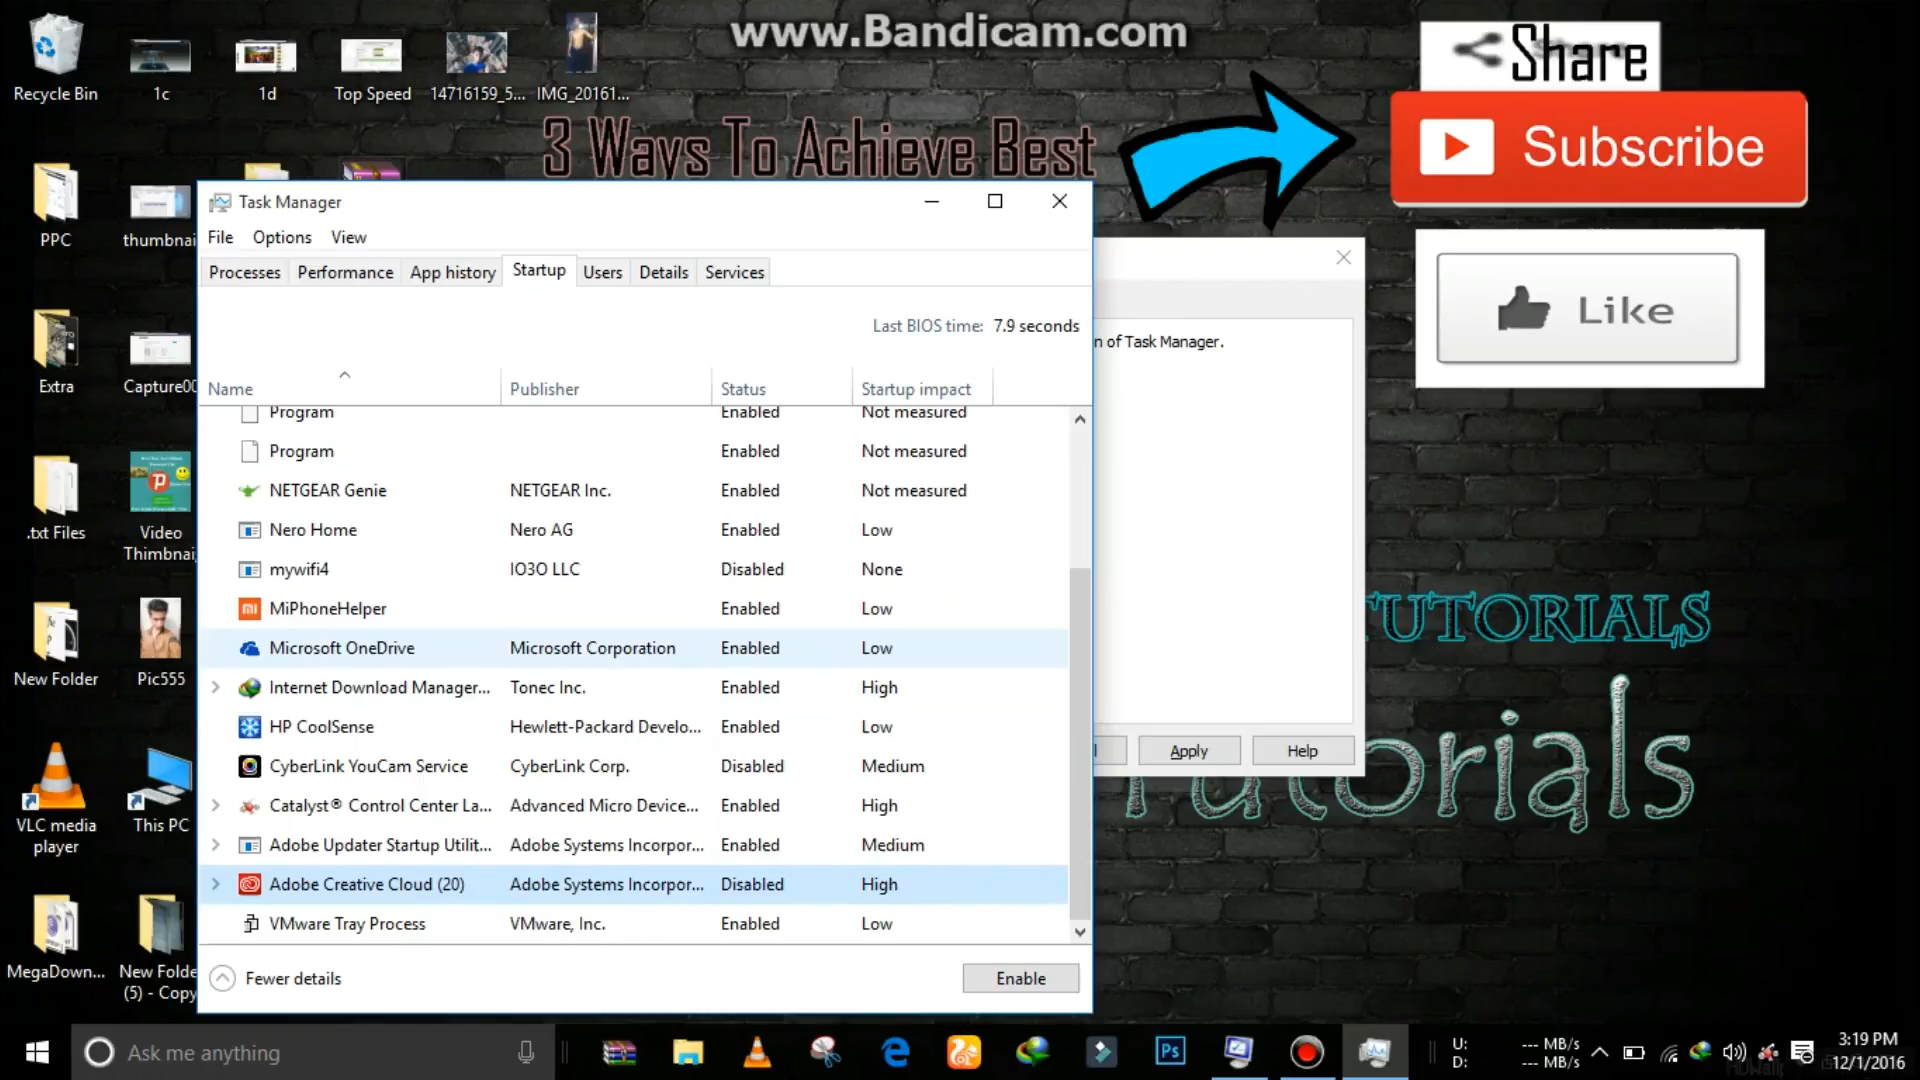 www.Bandicam.com
Share
Subscribe
Like
3 Ways To Achieve Best
TUTORIALS
Tutorials
Recycle Bin
1c
1d
Top Speed
14716159_5...
IMG_20161...
PPC
thumbnai
Extra
Capture00
.txt Files
Video
Thimbnai
New Folder
Pic555
VLC media
player
This PC
MegaDown...
New Folde
(5) - Copy
Task Manager
File Options View
Processes Performance App history Startup Users Details Services
Last BIOS time: 7.9 seconds
Name Publisher Status Startup impact
Program Enabled Not measured
Program Enabled Not measured
NETGEAR Genie NETGEAR Inc. Enabled Not measured
Nero Home Nero AG Enabled Low
mywifi4 IO3O LLC Disabled None
MiPhoneHelper Enabled Low
Microsoft OneDrive Microsoft Corporation Enabled Low
Internet Download Manager... Tonec Inc. Enabled High
HP CoolSense Hewlett-Packard Develo... Enabled Low
CyberLink YouCam Service CyberLink Corp. Disabled Medium
Catalyst® Control Center La... Advanced Micro Device... Enabled High
Adobe Updater Startup Utilit... Adobe Systems Incorpor... Enabled Medium
Adobe Creative Cloud (20) Adobe Systems Incorpor... Disabled High
VMware Tray Process VMware, Inc. Enabled Low
Fewer details
Enable
n of Task Manager.
l
Apply
Help
Ask me anything
Ps
U: --- MB/s
D: --- MB/s
3:19 PM
12/1/2016